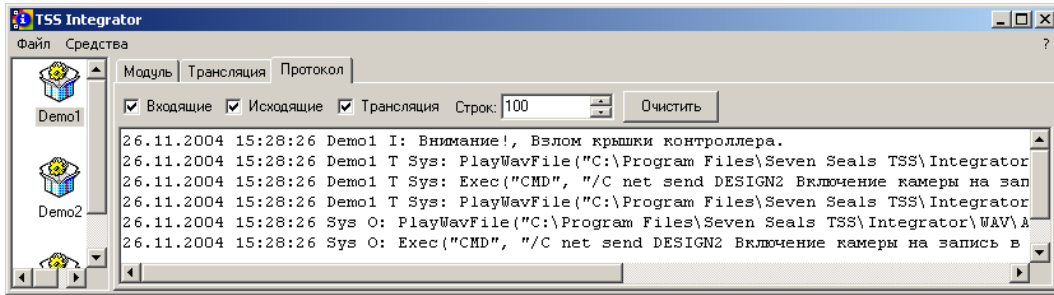 TSS Integrator
Файл Средства ?
Модуль Трансляция Протокол
Входящие Исходящие Трансляция Строк: 100 Очистить
Demo1
Demo2
26.11.2004 15:28:26 Demo1 I: Внимание!, Взлом крышки контроллера.
26.11.2004 15:28:26 Demo1 T Sys: PlayWavFile("C:\Program Files\Seven Seals TSS\Integrator
26.11.2004 15:28:26 Demo1 T Sys: Exec("CMD", "/C net send DESIGN2 Включение камеры на зап
26.11.2004 15:28:26 Demo1 T Sys: PlayWavFile("C:\Program Files\Seven Seals TSS\Integrator
26.11.2004 15:28:26 Sys O: PlayWavFile("C:\Program Files\Seven Seals TSS\Integrator\WAV\A
26.11.2004 15:28:26 Sys O: Exec("CMD", "/C net send DESIGN2 Включение камеры на запись в